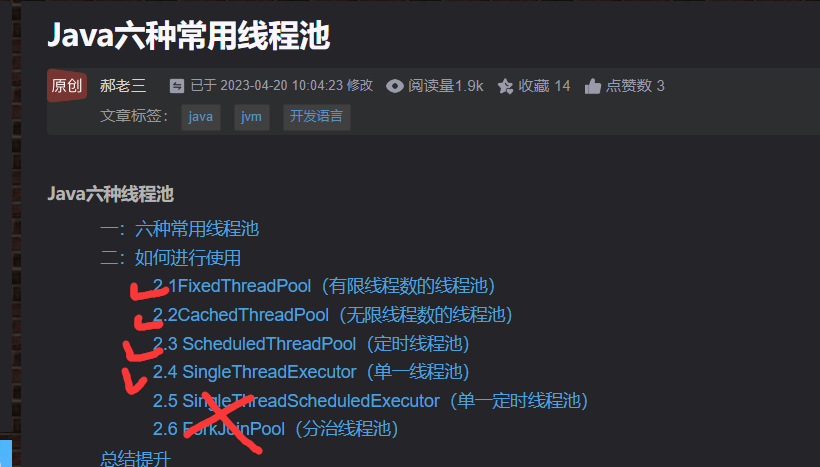 Java六种常用线程池
原创 郝老三 已于 2023-04-20 10:04:23 修改 阅读量1.9k 收藏 14 点赞数 3
文章标签： java jvm 开发语言
Java六种线程池
一：六种常用线程池
二：如何进行使用
2.1FixedThreadPool（有限线程数的线程池）
2.2CachedThreadPool（无限线程数的线程池）
2.3 ScheduledThreadPool（定时线程池）
2.4 SingleThreadExecutor（单一线程池）
2.5 SingleThreadScheduledExecutor（单一定时线程池）
2.6 ForkJoinPool（分治线程池）
总结提升